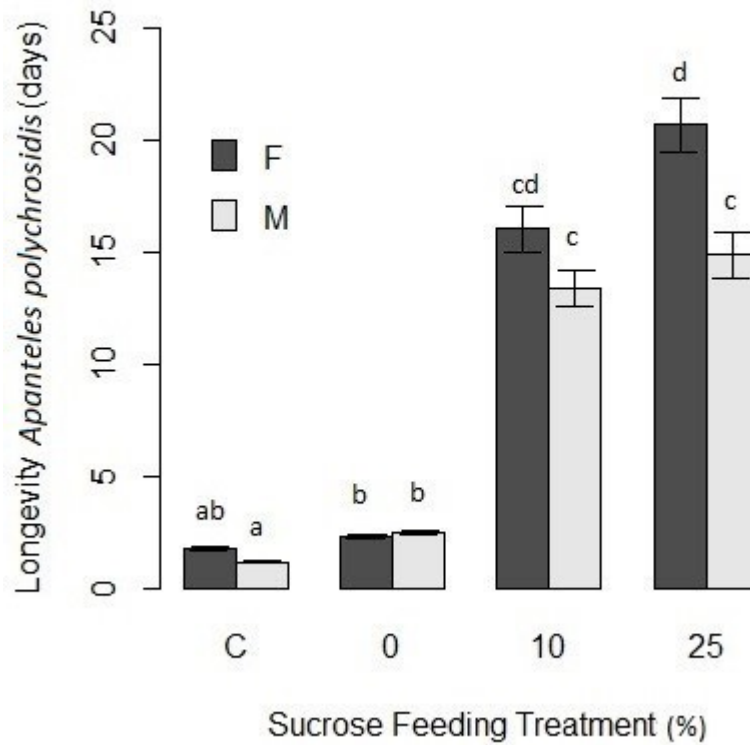 Longevity Apanteles polychrosidis (days)
25
20
15
10
5
0
F
M
ab
a
b
b
cd
c
d
c
C
0
10
25
Sucrose Feeding Treatment (%)